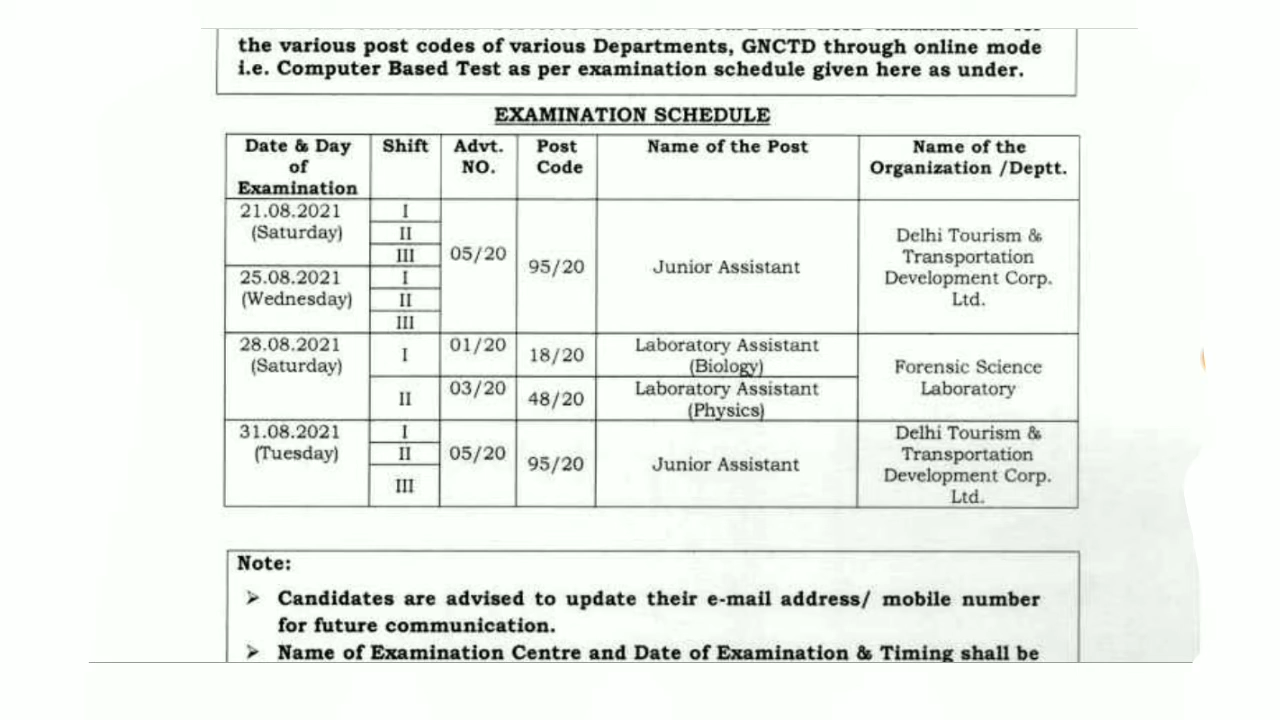 the various post codes of various Departments, GNCTD through online mode
i.e. Computer Based Test as per examination schedule given here as under.
EXAMINATION SCHEDULE
Date & Day of Examination Shift Advt. NO. Post Code Name of the Post Name of the Organization /Deptt.
21.08.2021 (Saturday) I
II
III
05/20 95/20 Junior Assistant Delhi Tourism & Transportation Development Corp. Ltd.
25.08.2021 (Wednesday) I
II
III
28.08.2021 (Saturday) I 01/20 18/20 Laboratory Assistant (Biology) Forensic Science Laboratory
II 03/20 48/20 Laboratory Assistant (Physics)
31.08.2021 (Tuesday) I
II
III
05/20 95/20 Junior Assistant Delhi Tourism & Transportation Development Corp. Ltd.
Note:
➢ Candidates are advised to update their e-mail address/ mobile number
for future communication.
➢ Name of Examination Centre and Date of Examination & Timing shall be